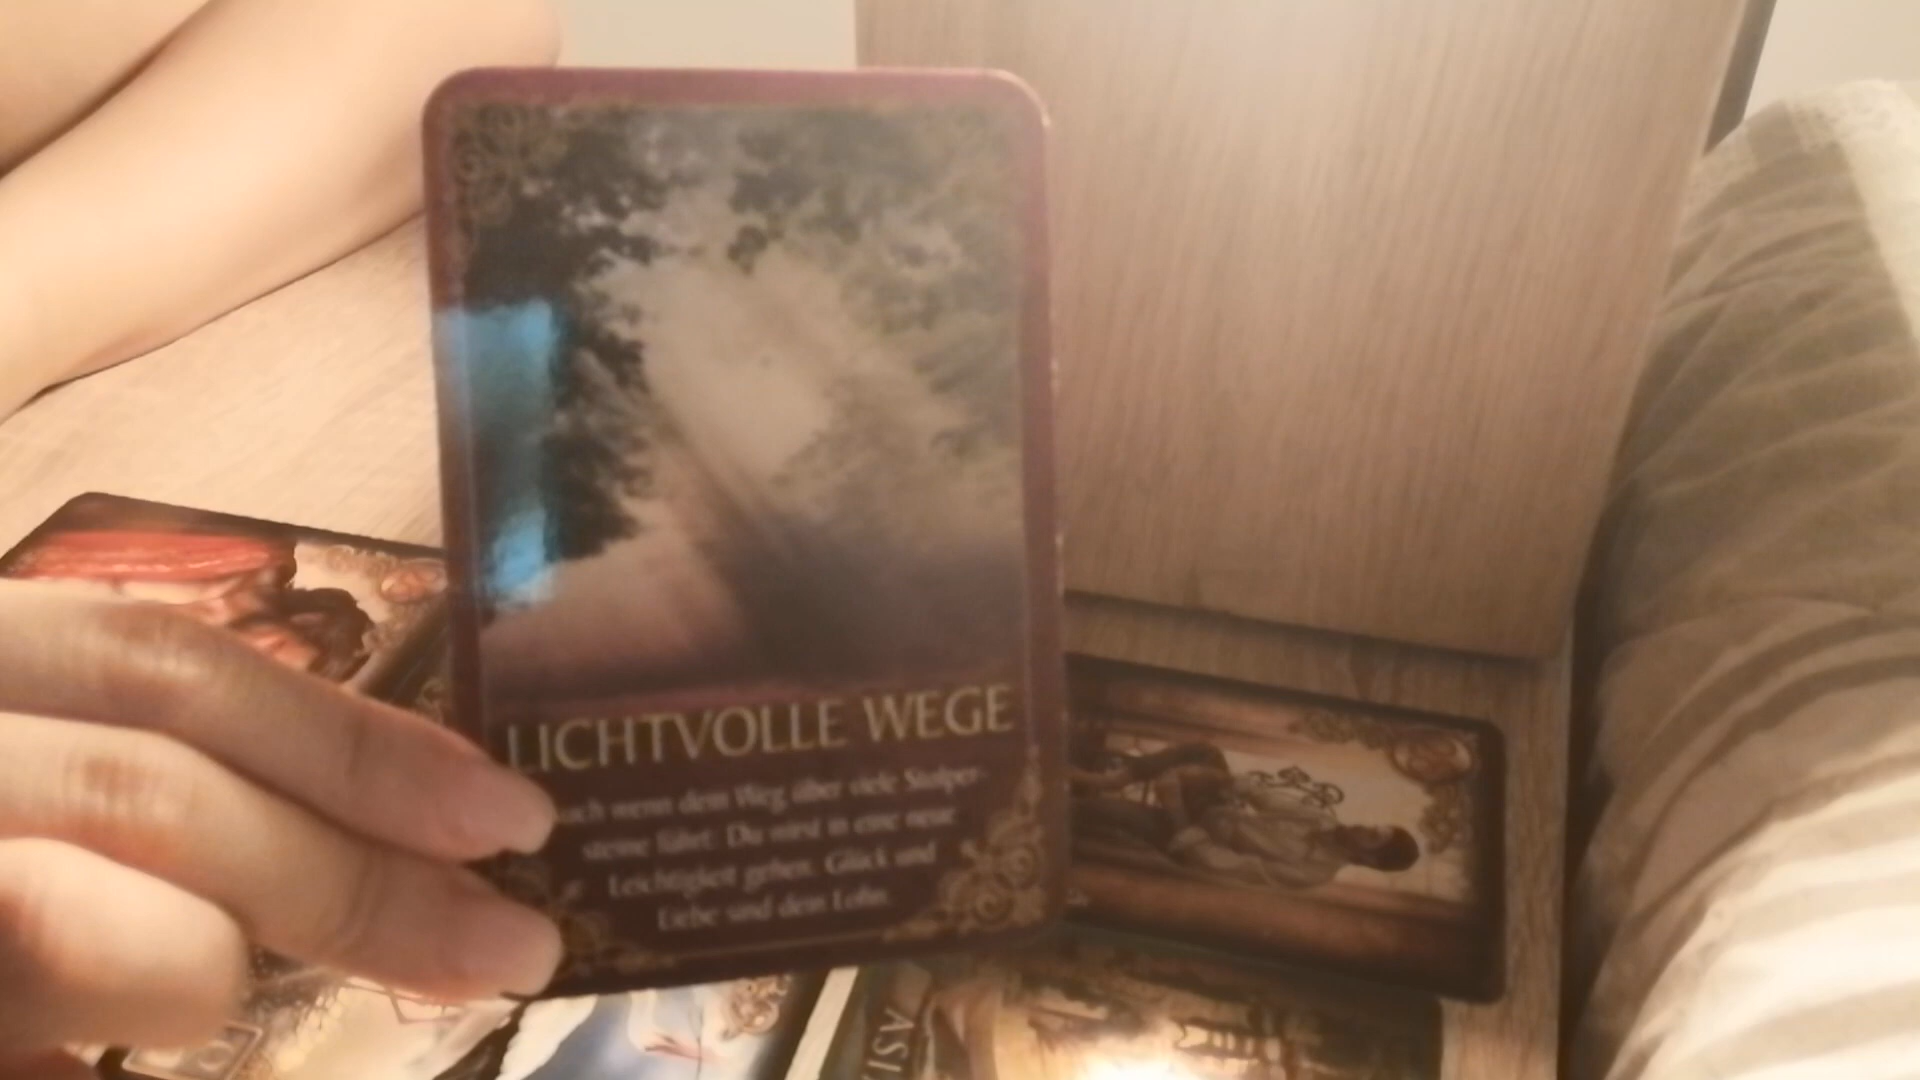 LICHTVOLLE WEGE
auch wenn dein Weg über viele Stolper-
steine führt: Du wirst in eine neue
Leichtigkeit gehen. Glück und
Liebe sind dein Lohn.